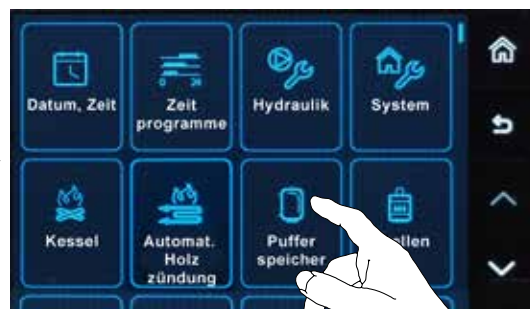 Datum, Zeit
Zeit
programme
Hydraulik
System
Kessel
Automat.
Holz
zündung
Puffer
speicher